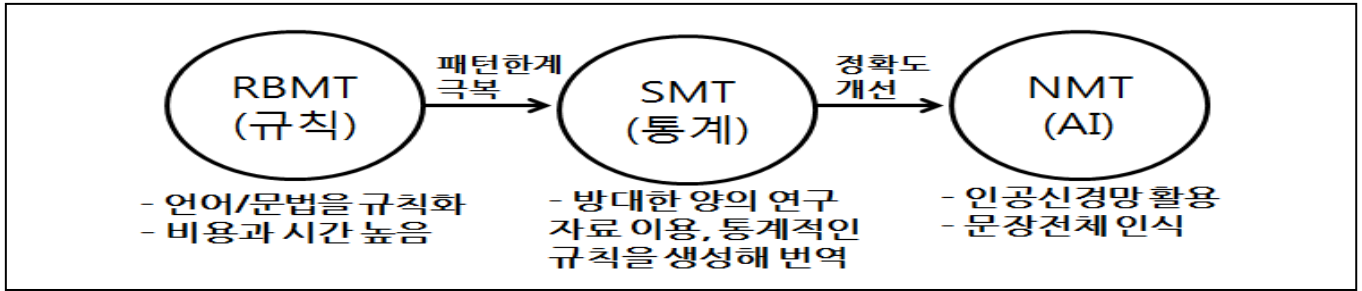 RBMT
(규칙)
패턴한계
극복
SMT
(통계)
정확도
개선
NMT
(AI)
- 언어/문법을 규칙화
- 비용과 시간 높음
- 방대한 양의 연구
자료 이용, 통계적인
규칙을 생성해 번역
- 인공신경망 활용
- 문장전체 인식